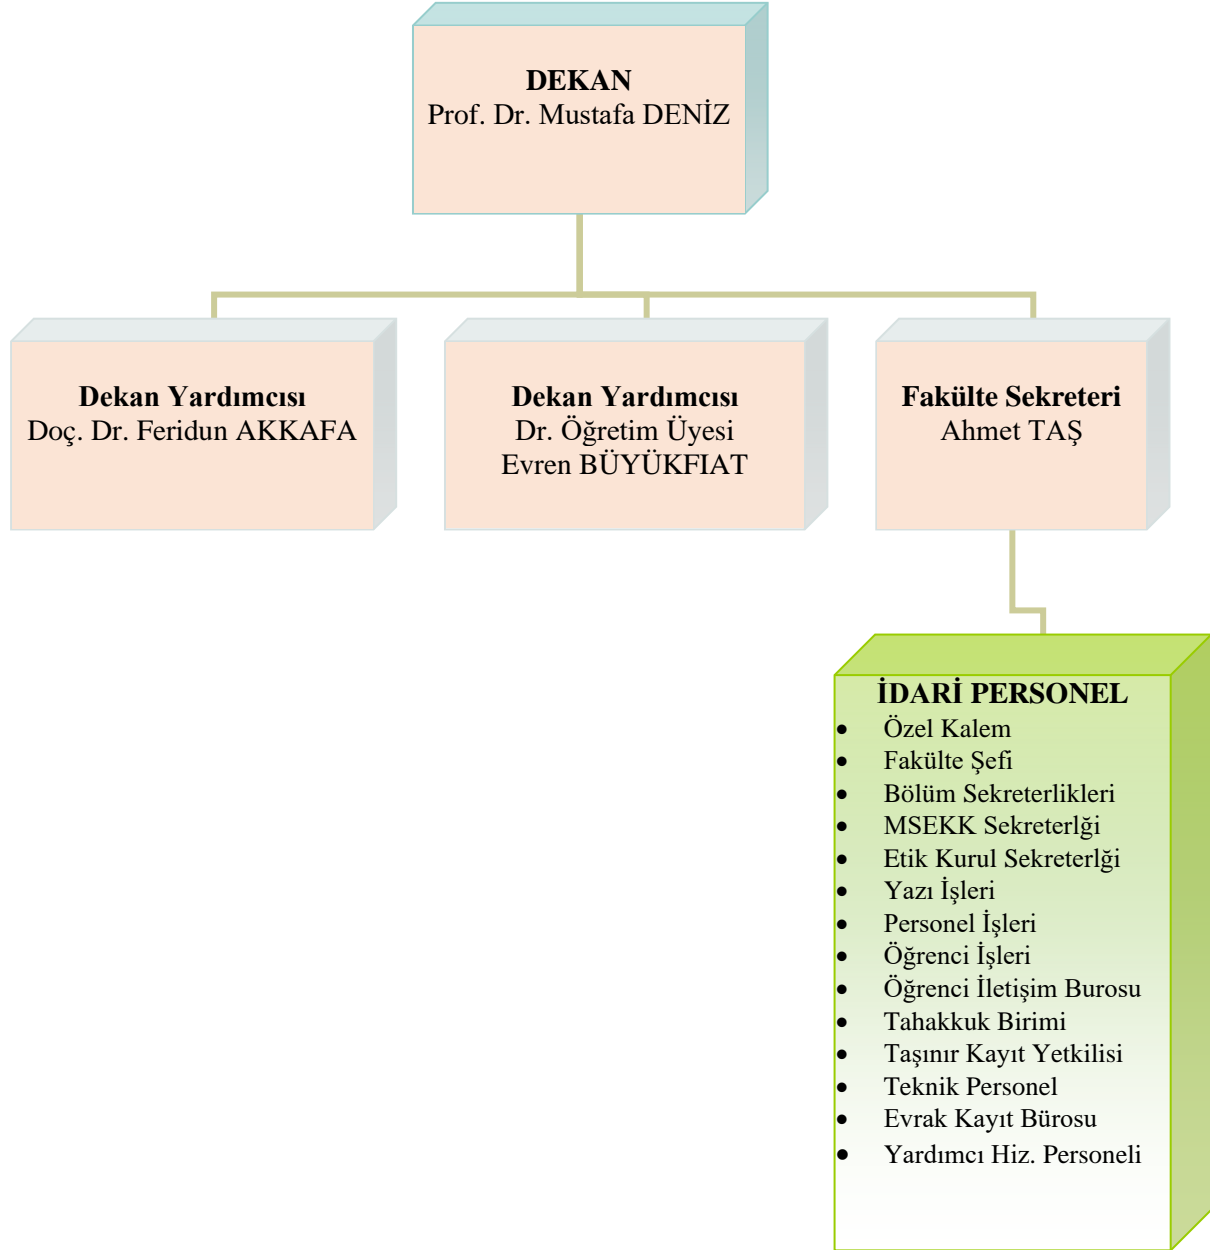 DEKAN
Prof. Dr. Mustafa DENİZ
Dekan Yardımcısı
Doç. Dr. Feridun AKKAFA
Dekan Yardımcısı
Dr. Öğretim Üyesi
Evren BÜYÜKFIAT
Fakülte Sekreteri
Ahmet TAŞ
İDARİ PERSONEL
• Özel Kalem
• Fakülte Şefi
• Bölüm Sekreterlikleri
• MSEKK Sekreterlği
• Etik Kurul Sekreterlği
• Yazı İşleri
• Personel İşleri
• Öğrenci İşleri
• Öğrenci İletişim Burosu
• Tahakkuk Birimi
• Taşınır Kayıt Yetkilisi
• Teknik Personel
• Evrak Kayıt Bürosu
• Yardımcı Hiz. Personeli